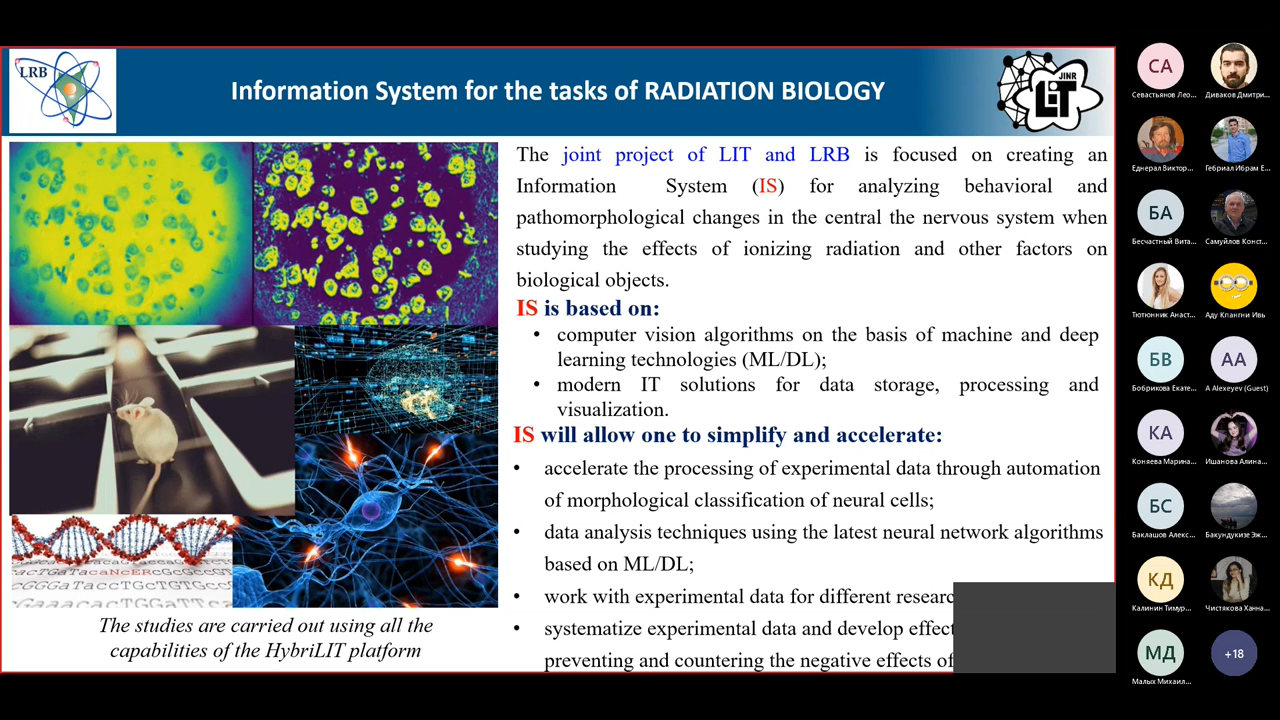 LRB
Information System for the tasks of RADIATION BIOLOGY
JINR
LIT
The joint project of LIT and LRB is focused on creating an
Information System (IS) for analyzing behavioral and
pathomorphological changes in the central the nervous system when
studying the effects of ionizing radiation and other factors on
biological objects.
IS is based on:
• computer vision algorithms on the basis of machine and deep
learning technologies (ML/DL);
• modern IT solutions for data storage, processing and
visualization.
IS will allow one to simplify and accelerate:
• accelerate the processing of experimental data through automation
of morphological classification of neural cells;
• data analysis techniques using the latest neural network algorithms
based on ML/DL;
• work with experimental data for different researc
• systematize experimental data and develop effect
preventing and countering the negative effects of
The studies are carried out using all the
capabilities of the HybriLIT platform
СА
Севастьянов Лео...
Диваков Дмитри...
Еднерал Виктор...
Гебриал Ибрам Е...
БА
Бесчастный Вита...
Самуйлов Конст...
Тютюнник Анаст...
Аду Кпангни Ивь
БВ
Бобрикова Екате...
АА
A Alexeyev (Guest)
КА
Коняева Марина...
Ишанова Алина...
БС
Баклашов Алекс...
Бакундукизе Эж...
КД
Калинин Тимур...
Чистякова Ханна...
МД
Малых Михаил...
+18